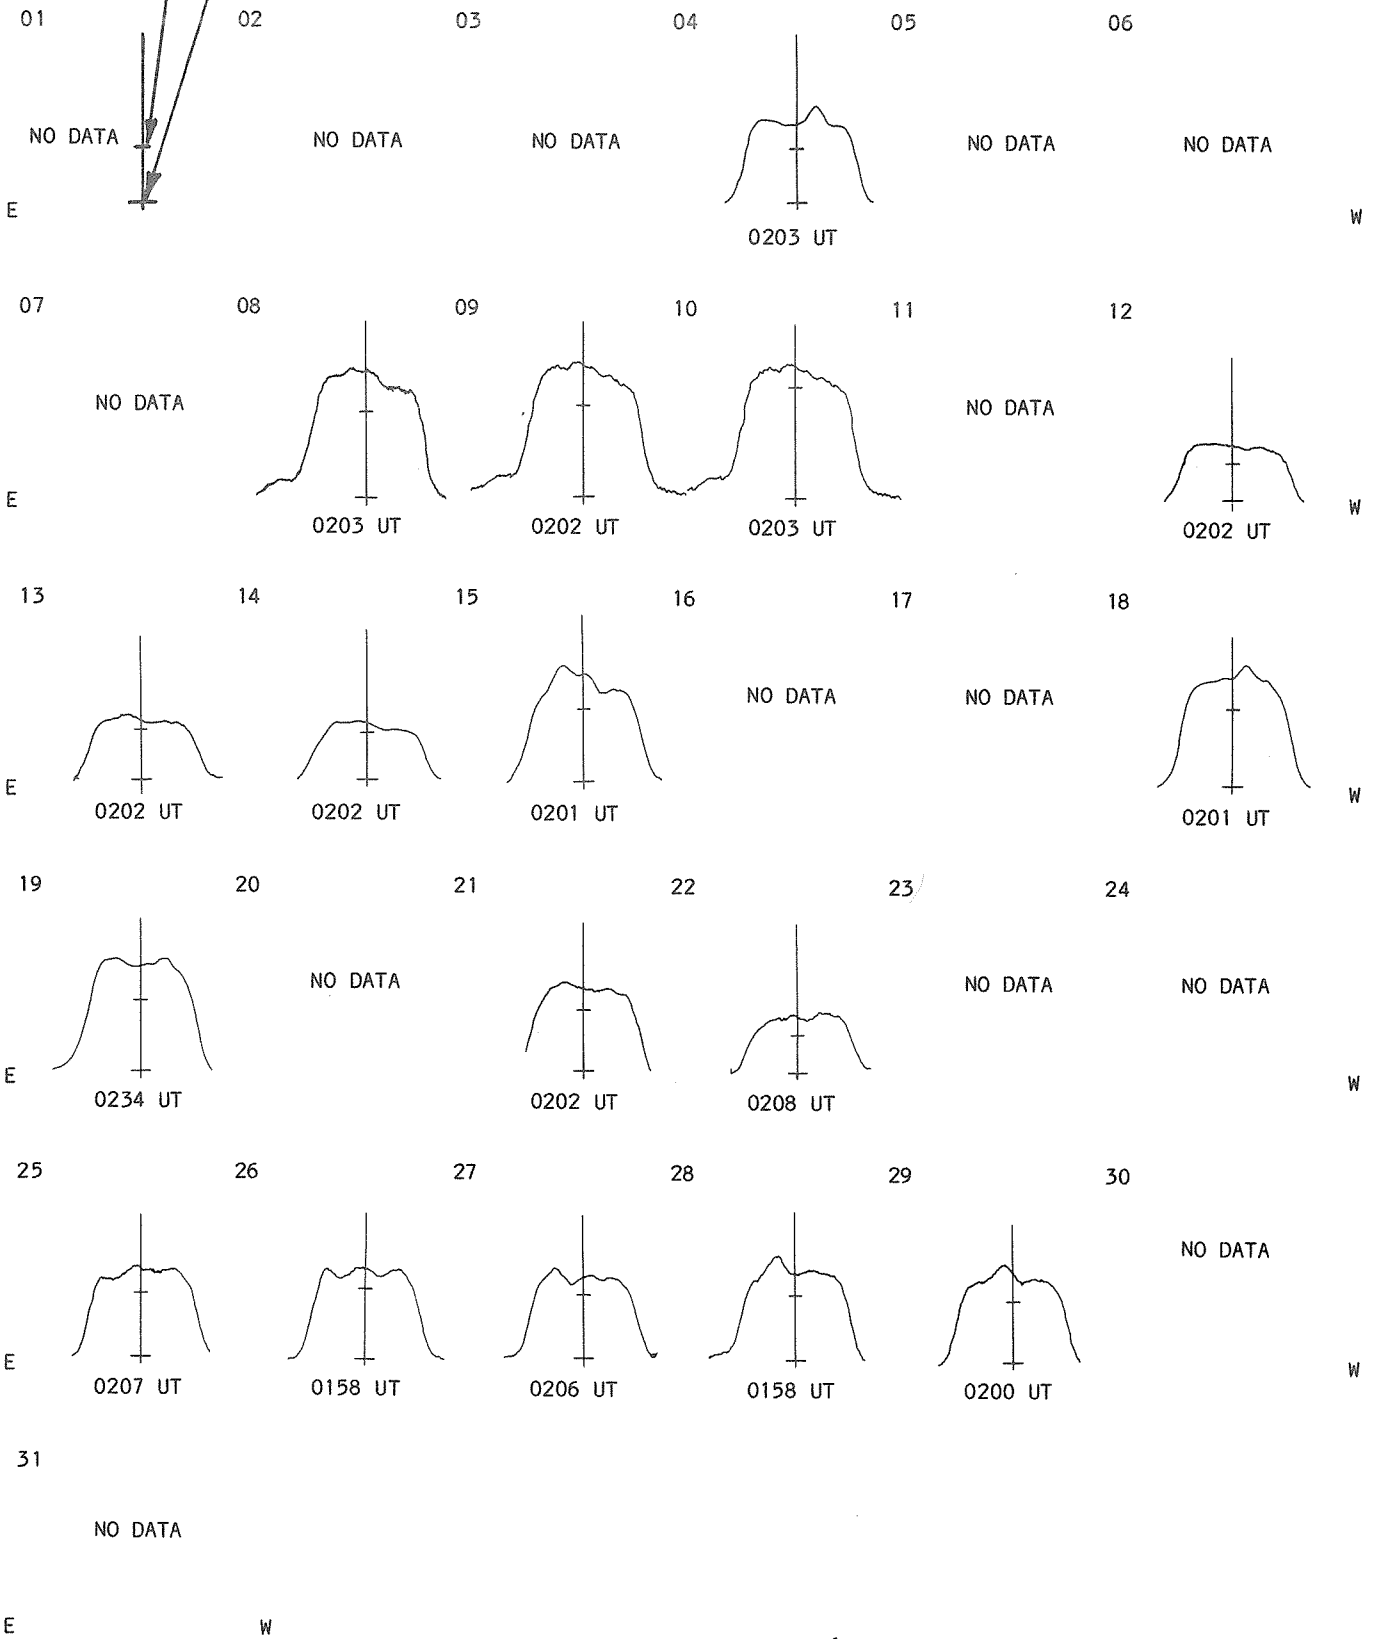 01 02 03 04 05 06
NO DATA NO DATA NO DATA NO DATA NO DATA
E W
0203 UT
07 08 09 10 11 12
NO DATA NO DATA
E W
0203 UT 0202 UT 0203 UT 0202 UT
13 14 15 16 17 18
NO DATA NO DATA
E W
0202 UT 0202 UT 0201 UT 0201 UT
19 20 21 22 23 24
NO DATA NO DATA NO DATA
E W
0234 UT 0202 UT 0208 UT
25 26 27 28 29 30
NO DATA
E W
0207 UT 0158 UT 0206 UT 0158 UT 0200 UT
31
NO DATA
E W